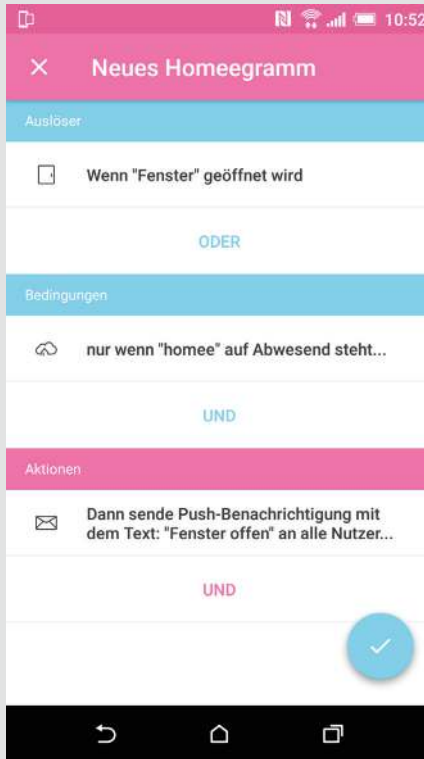 10:52
Neues Homeegramm
Auslöser
Wenn "Fenster" geöffnet wird
ODER
Bedingungen
nur wenn "homee" auf Abwesend steht...
UND
Aktionen
Dann sende Push-Benachrichtigung mit
dem Text: "Fenster offen" an alle Nutzer...
UND